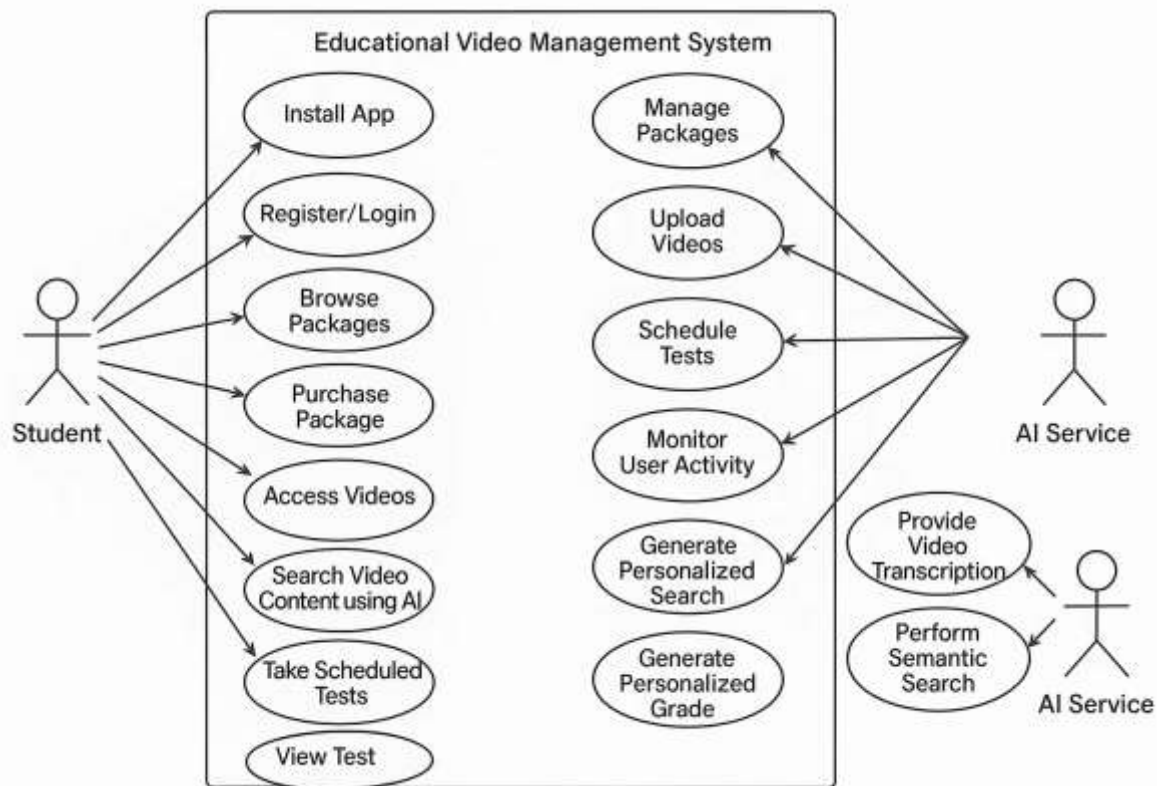 Educational Video Management System
Install App
Register/Login
Browse
Packages
Purchase
Package
Access Videos
Search Video
Content using AI
Take Scheduled
Tests
View Test
Student
Manage
Packages
Upload
Videos
Schedule
Tests
Monitor
User Activity
Generate
Personalized
Search
Generate
Personalized
Grade
AI Service
Provide
Video
Transcription
Perform
Semantic
Search
AI Service